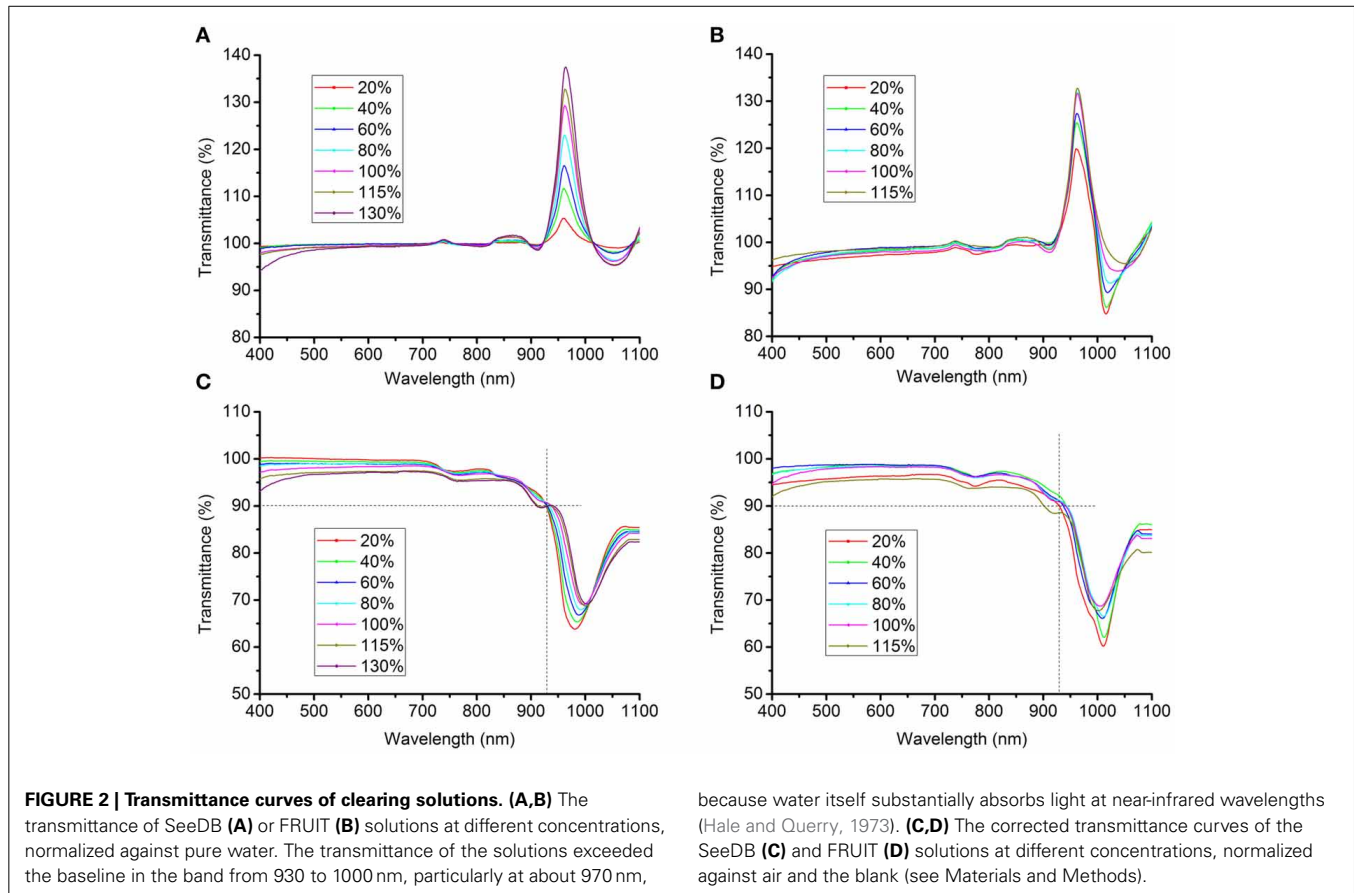 A
140
130
120
110
100
90
80
Transmittance (%)
20%
40%
60%
80%
100%
115%
130%
400 500 600 700 800 900 1000 1100
Wavelength (nm)
B
140
130
120
110
100
90
80
Transmittance (%)
20%
40%
60%
80%
100%
115%
400 500 600 700 800 900 1000 1100
Wavelength (nm)
C
110
100
90
80
70
60
50
Transmittance (%)
20%
40%
60%
80%
100%
115%
130%
400 500 600 700 800 900 1000 1100
Wavelength (nm)
D
110
100
90
80
70
60
50
Transmittance (%)
20%
40%
60%
80%
100%
115%
400 500 600 700 800 900 1000 1100
Wavelength (nm)
FIGURE 2 | Transmittance curves of clearing solutions. (A,B) The
transmittance of SeeDB (A) or FRUIT (B) solutions at different concentrations,
normalized against pure water. The transmittance of the solutions exceeded
the baseline in the band from 930 to 1000 nm, particularly at about 970 nm,
because water itself substantially absorbs light at near-infrared wavelengths
(Hale and Querry, 1973). (C,D) The corrected transmittance curves of the
SeeDB (C) and FRUIT (D) solutions at different concentrations, normalized
against air and the blank (see Materials and Methods).